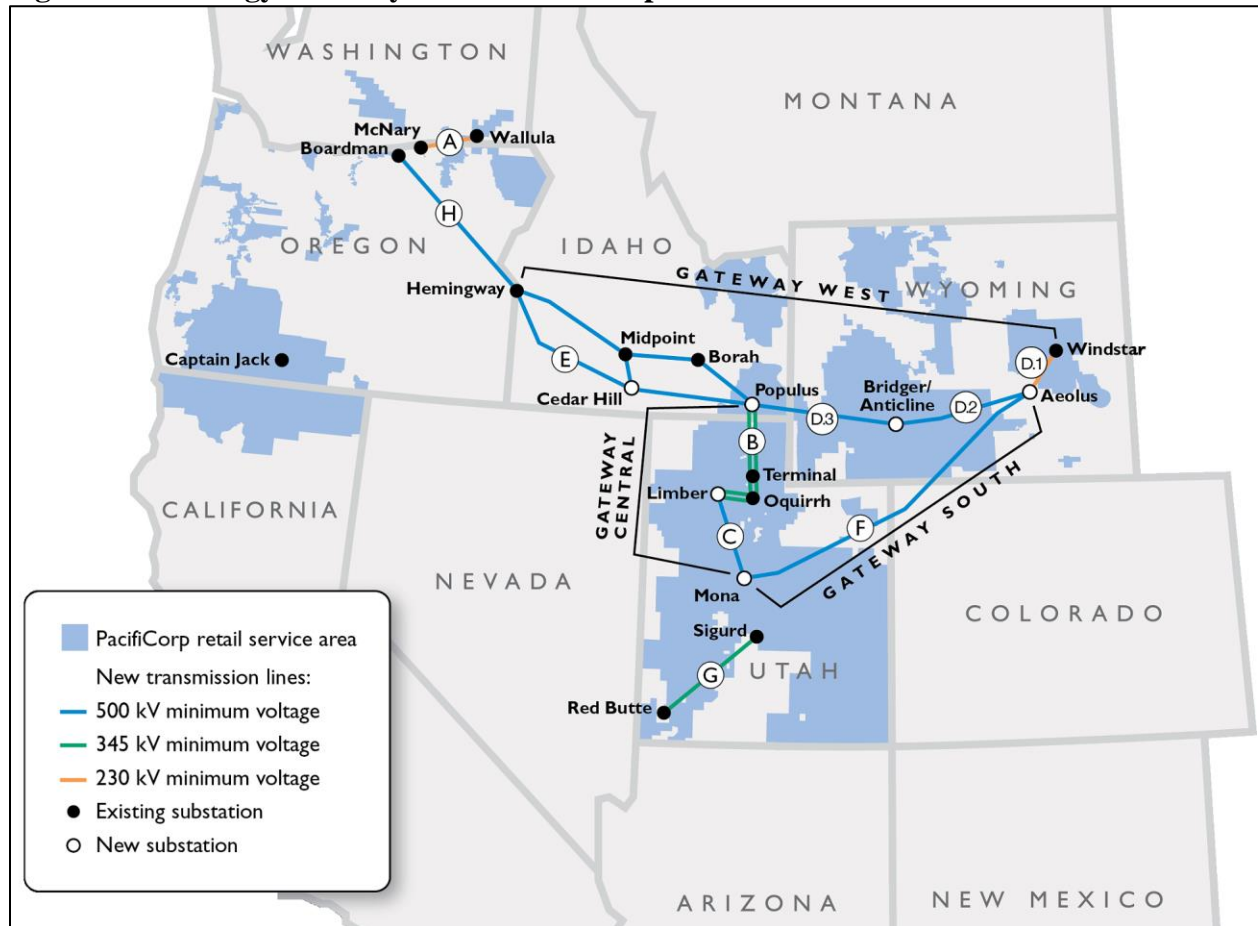 WASHINGTON
MONTANA
McNary
A
Wallula
Boardman
H
OREGON
IDAHO
GATEWAY WEST
WYOMING
Hemingway
Midpoint
Borah
Windstar
D.1
Captain Jack
E
Cedar Hill
Populus
Bridger/
Anticline
D.2
Aeolus
D.3
GATEWAY
CENTRAL
B
Terminal
Limber
Oquirrh
CALIFORNIA
C
F
GATEWAY SOUTH
NEVADA
Mona
COLORADO
Sigurd
UTAH
G
Red Butte
PacifiCorp retail service area
New transmission lines:
500 kV minimum voltage
345 kV minimum voltage
230 kV minimum voltage
Existing substation
New substation
ARIZONA
NEW MEXICO